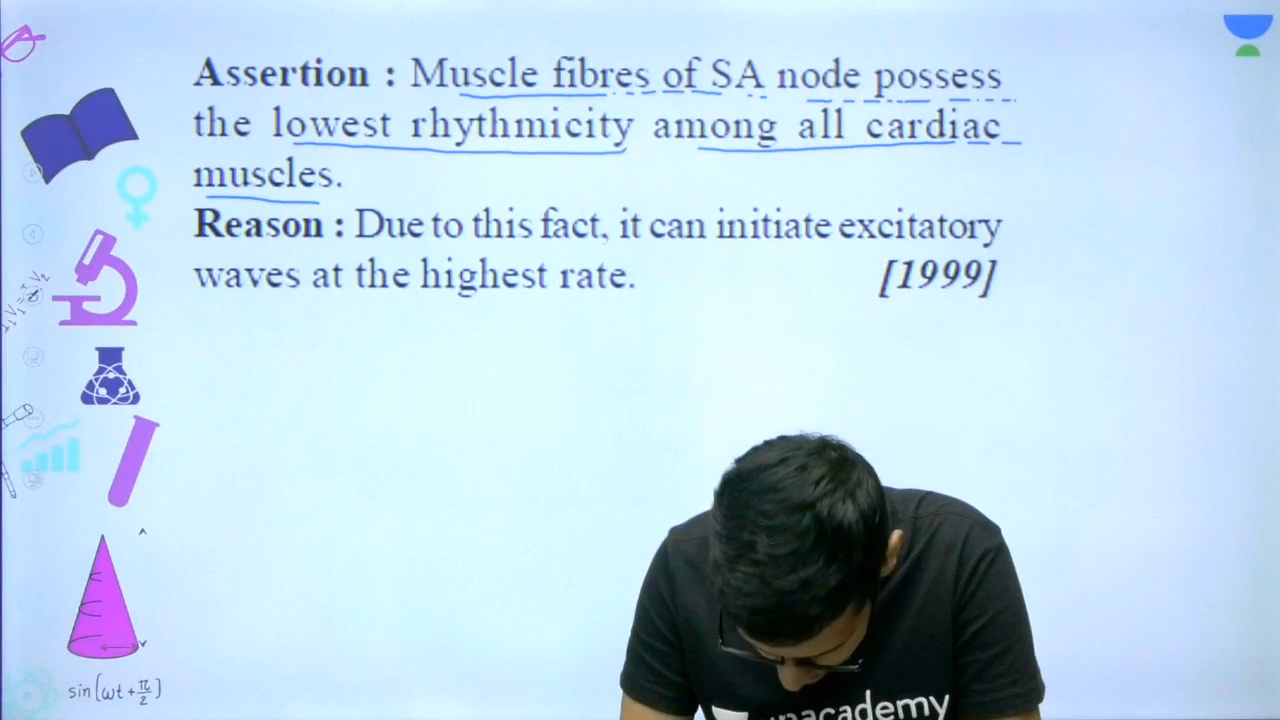 Assertion : Muscle fibres of SA node possess
the lowest rhythmicity among all cardiac
muscles.
Reason : Due to this fact, it can initiate excitatory
waves at the highest rate. [1999]
sin(ωt + π/2)